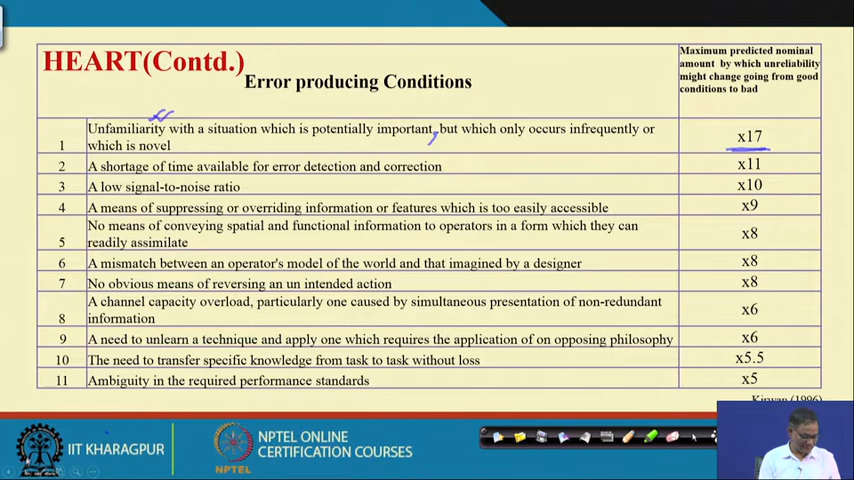 HEART(Contd.)
Error producing Conditions
Maximum predicted nominal
amount by which unreliability
might change going from good
conditions to bad
1 Unfamiliarity with a situation which is potentially important, but which only occurs infrequently or
which is novel x17
2 A shortage of time available for error detection and correction x11
3 A low signal-to-noise ratio x10
4 A means of suppressing or overriding information or features which is too easily accessible x9
5 No means of conveying spatial and functional information to operators in a form which they can
readily assimilate x8
6 A mismatch between an operator's model of the world and that imagined by a designer x8
7 No obvious means of reversing an un intended action x8
8 A channel capacity overload, particularly one caused by simultaneous presentation of non-redundant
information x6
9 A need to unlearn a technique and apply one which requires the application of on opposing philosophy x6
10 The need to transfer specific knowledge from task to task without loss x5.5
11 Ambiguity in the required performance standards x5
Kirwan (1996)
IIT KHARAGPUR
NPTEL
NPTEL ONLINE
CERTIFICATION COURSES